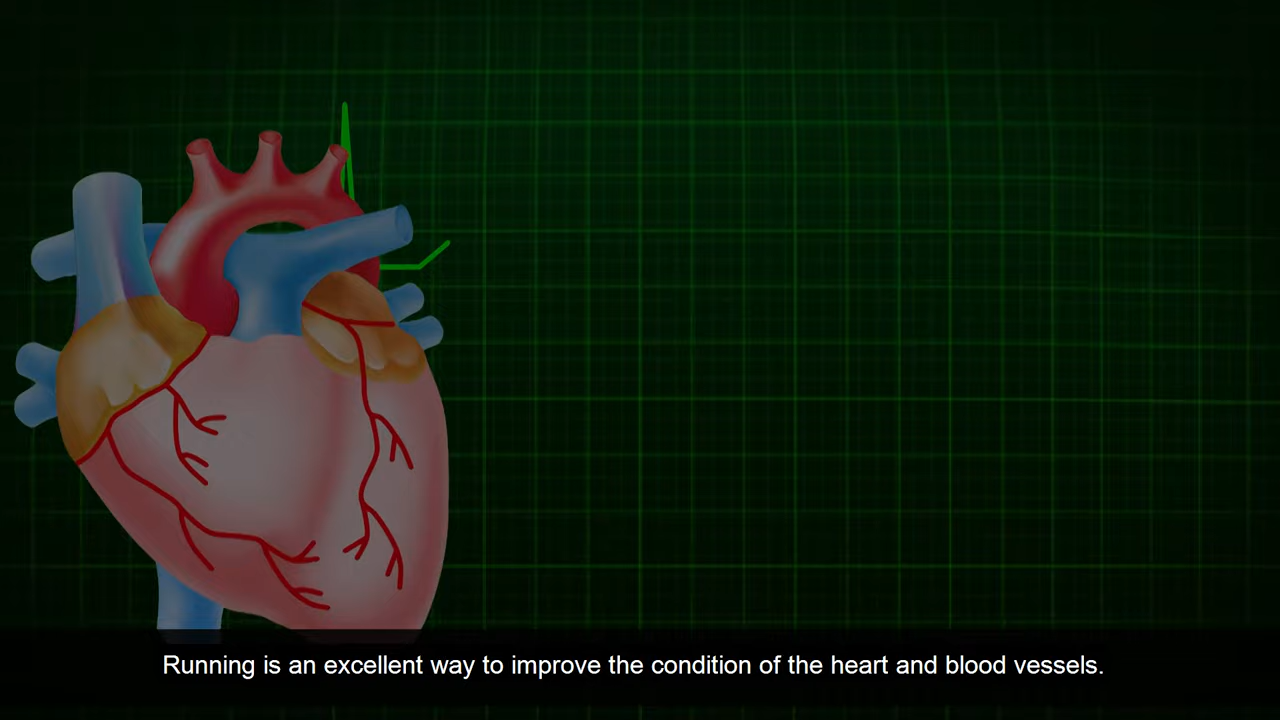 Running is an excellent way to improve the condition of the heart and blood vessels.